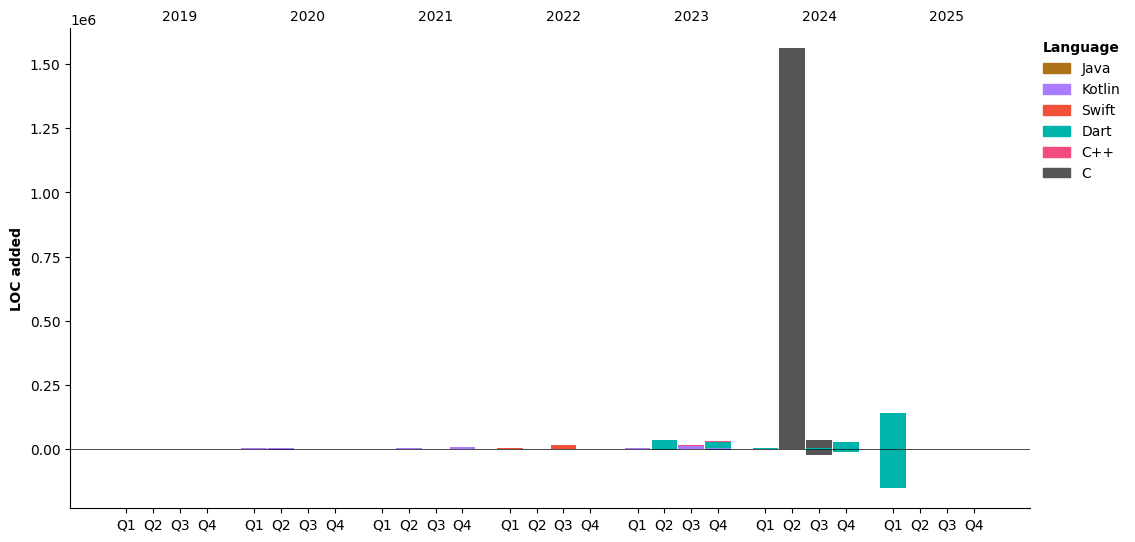 1e6
2019 2020 2021 2022 2023 2024 2025
Language
Java
Kotlin
Swift
Dart
C++
C
1.50
1.25
1.00
0.75
0.50
0.25
0.00
LOC added
Q1 Q2 Q3 Q4 Q1 Q2 Q3 Q4 Q1 Q2 Q3 Q4 Q1 Q2 Q3 Q4 Q1 Q2 Q3 Q4 Q1 Q2 Q3 Q4 Q1 Q2 Q3 Q4